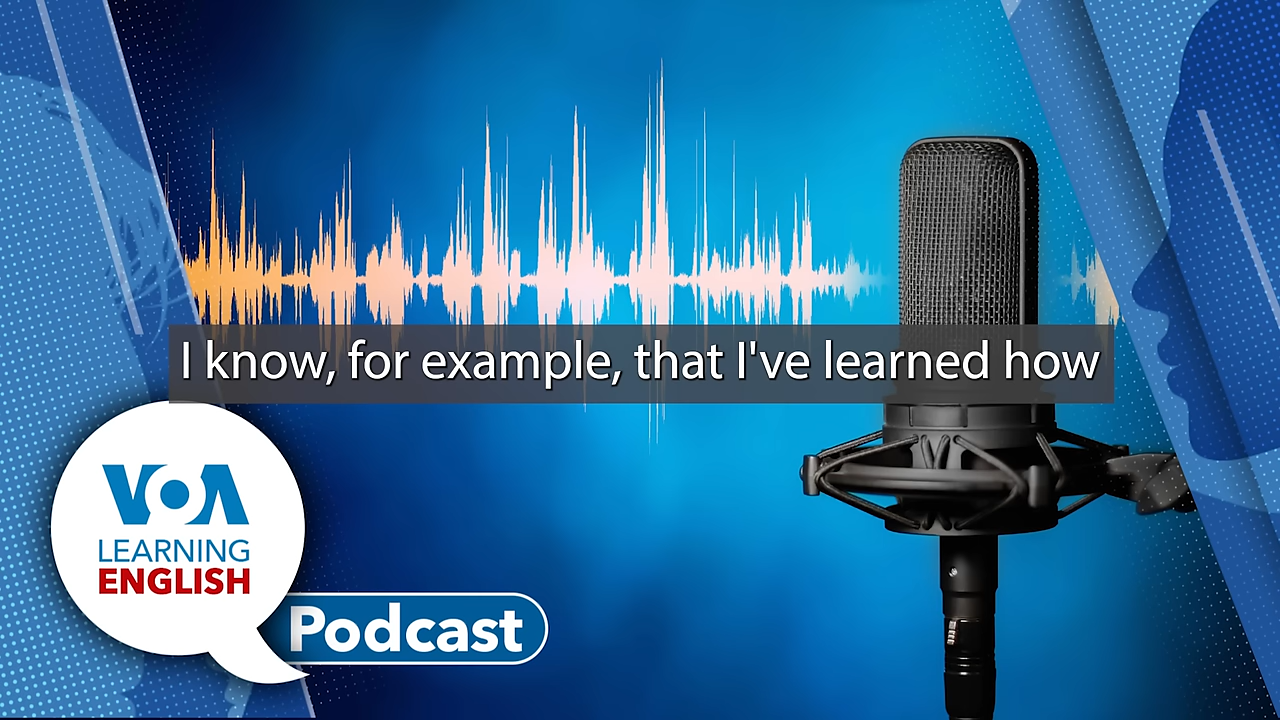 I know, for example, that I've learned how
VOA
LEARNING
ENGLISH
Podcast